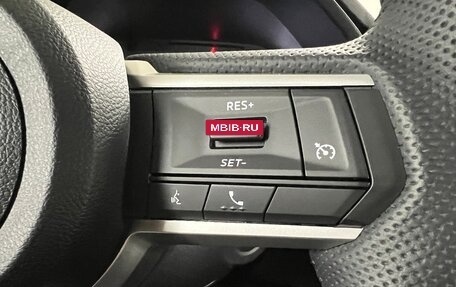 RES+
MBIB·RU
SET-